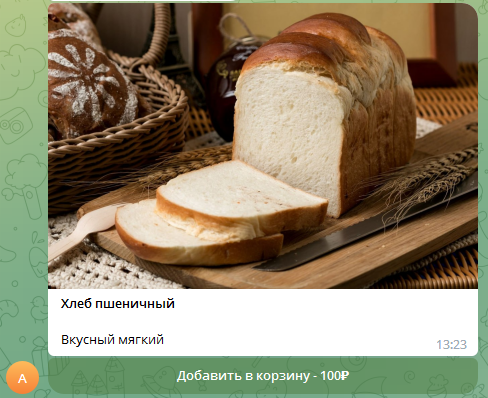 Хлеб пшеничный
Вкусный мягкий
13:23
А
Добавить в корзину - 100₽